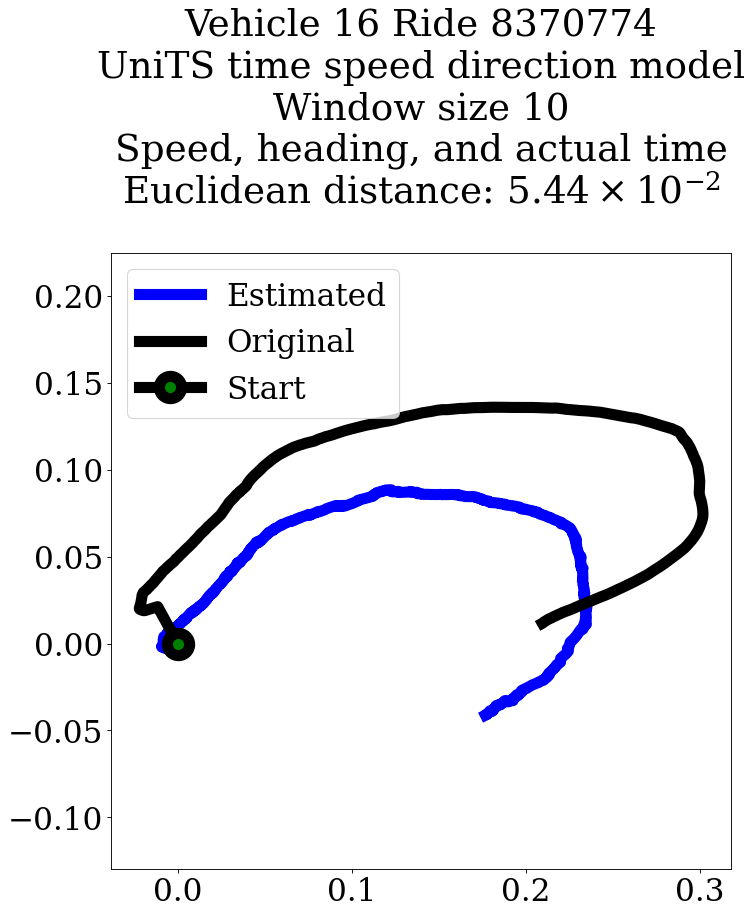 Vehicle 16 Ride 8370774
UniTS time speed direction model
Window size 10
Speed, heading, and actual time
Euclidean distance: 5.44 × 10⁻²
Estimated
Original
Start
0.20
0.15
0.10
0.05
0.00
−0.05
−0.10
0.0 0.1 0.2 0.3